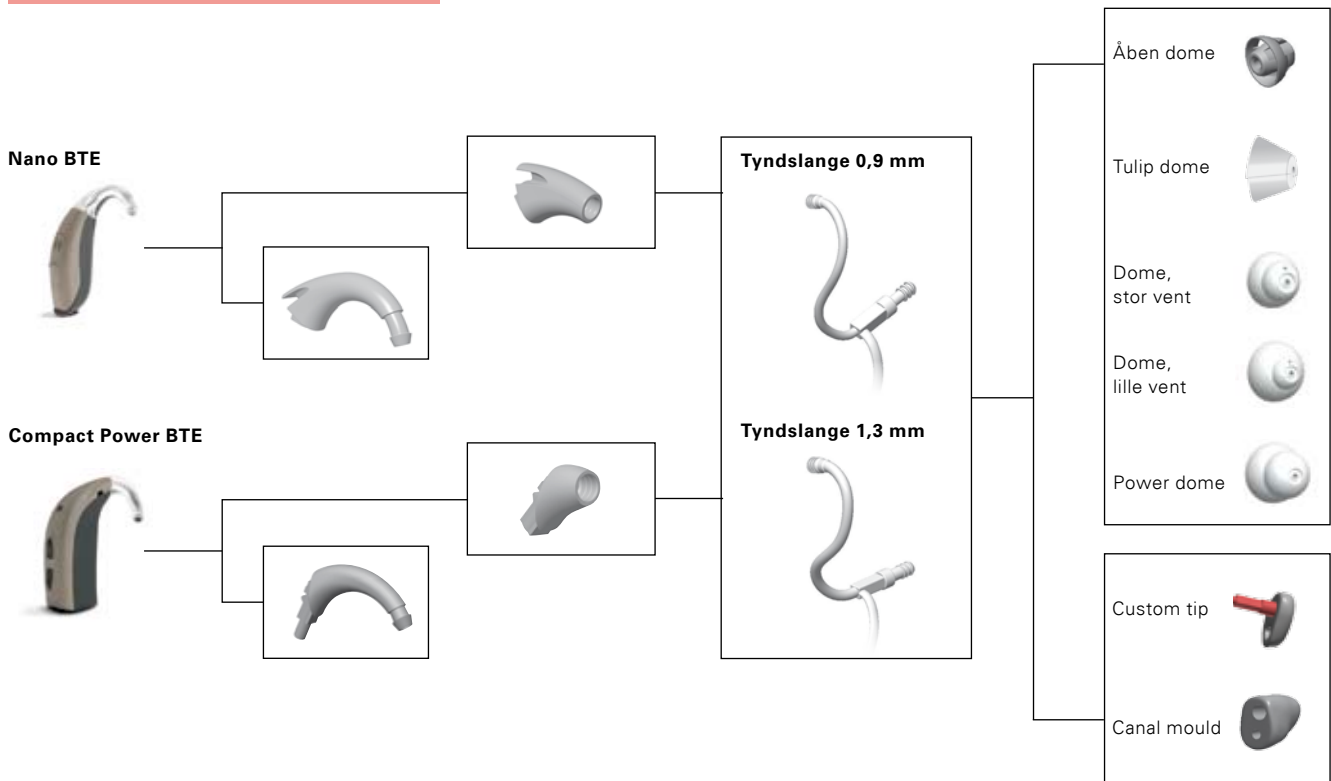 Nano BTE
Compact Power BTE
Tyndslange 0,9 mm
Tyndslange 1,3 mm
Åben dome
Tulip dome
Dome,
stor vent
Dome,
lille vent
Power dome
Custom tip
Canal mould